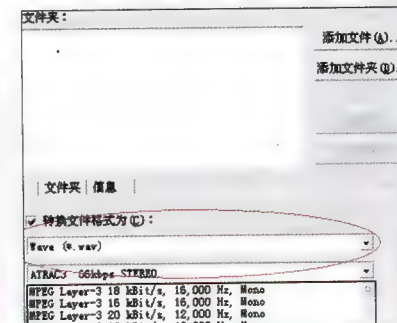 文件夹：
添加文件(A)..
添加文件夹(D).
文件夹 信息
转换文件格式为(C)：
Wave (*.wav)
ATRAC3 66kbps STEREO
MPEG Layer-3 18 kBit/s, 16,000 Hz, Mono
MPEG Layer-3 16 kBit/s, 16,000 Hz, Mono
MPEG Layer-3 20 kBit/s, 12,000 Hz, Mono